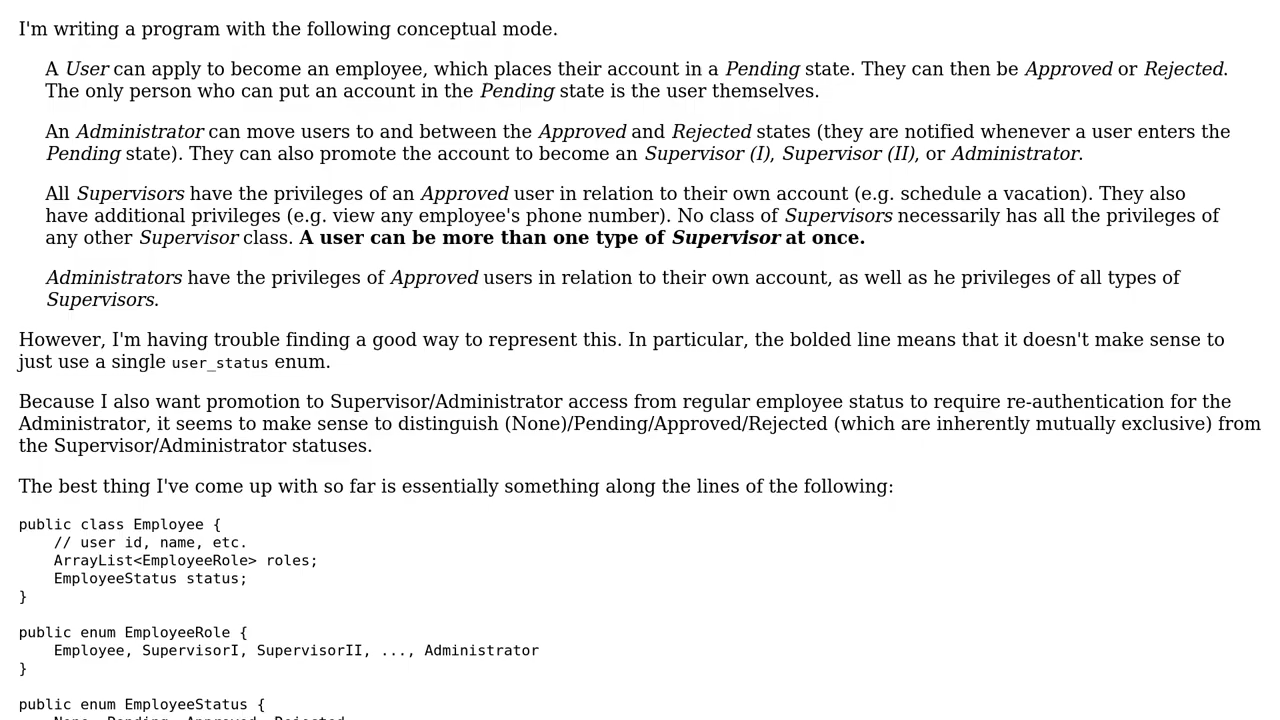 I'm writing a program with the following conceptual mode.
A User can apply to become an employee, which places their account in a Pending state. They can then be Approved or Rejected.
The only person who can put an account in the Pending state is the user themselves.
An Administrator can move users to and between the Approved and Rejected states (they are notified whenever a user enters the
Pending state). They can also promote the account to become an Supervisor (I), Supervisor (II), or Administrator.
All Supervisors have the privileges of an Approved user in relation to their own account (e.g. schedule a vacation). They also
have additional privileges (e.g. view any employee's phone number). No class of Supervisors necessarily has all the privileges of
any other Supervisor class. A user can be more than one type of Supervisor at once.
Administrators have the privileges of Approved users in relation to their own account, as well as he privileges of all types of
Supervisors.
However, I'm having trouble finding a good way to represent this. In particular, the bolded line means that it doesn't make sense to
just use a single user_status enum.
Because I also want promotion to Supervisor/Administrator access from regular employee status to require re-authentication for the
Administrator, it seems to make sense to distinguish (None)/Pending/Approved/Rejected (which are inherently mutually exclusive) from
the Supervisor/Administrator statuses.
The best thing I've come up with so far is essentially something along the lines of the following:
public class Employee {
    // user id, name, etc.
    ArrayList<EmployeeRole> roles;
    EmployeeStatus status;
}
public enum EmployeeRole {
    Employee, SupervisorI, SupervisorII, ..., Administrator
}
public enum EmployeeStatus {
    None, Pending, Approved, Rejected